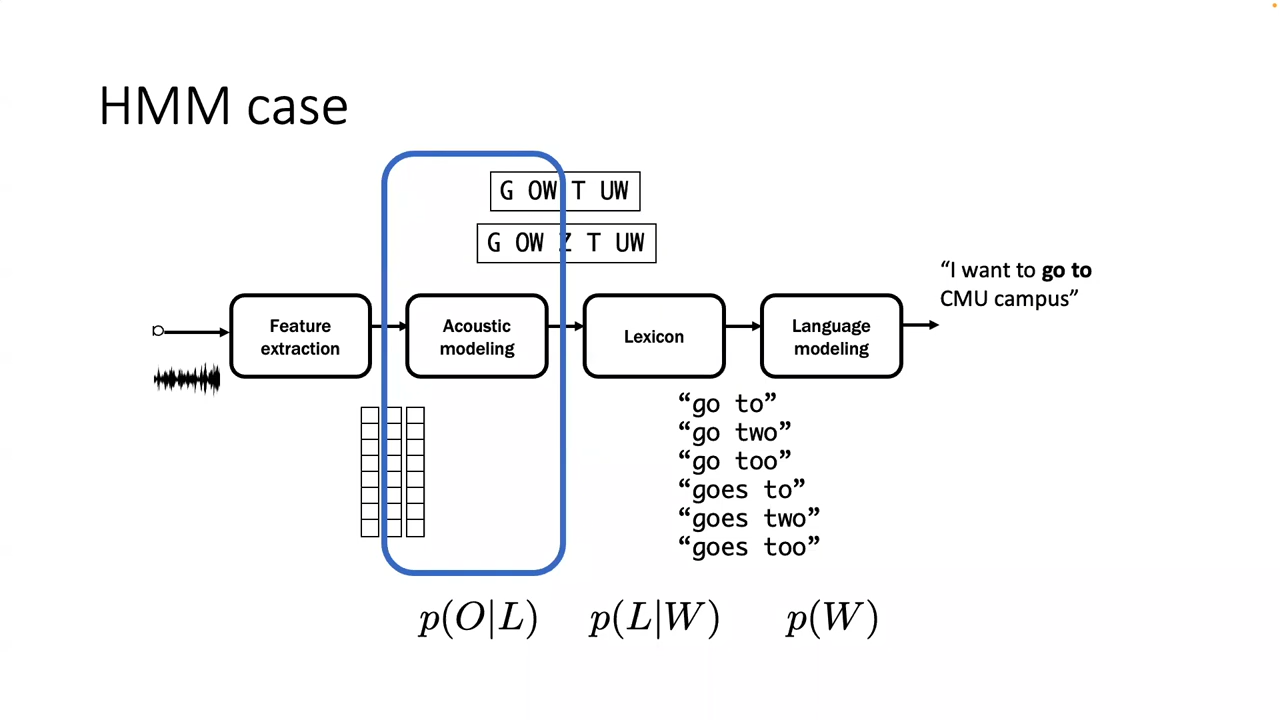 HMM case
G OW T UW
G OW Z T UW
“I want to go to
CMU campus”
Feature
extraction
Acoustic
modeling
Lexicon
Language
modeling
“go to”
“go two”
“go too”
“goes to”
“goes two”
“goes too”
p(O|L)
p(L|W)
p(W)